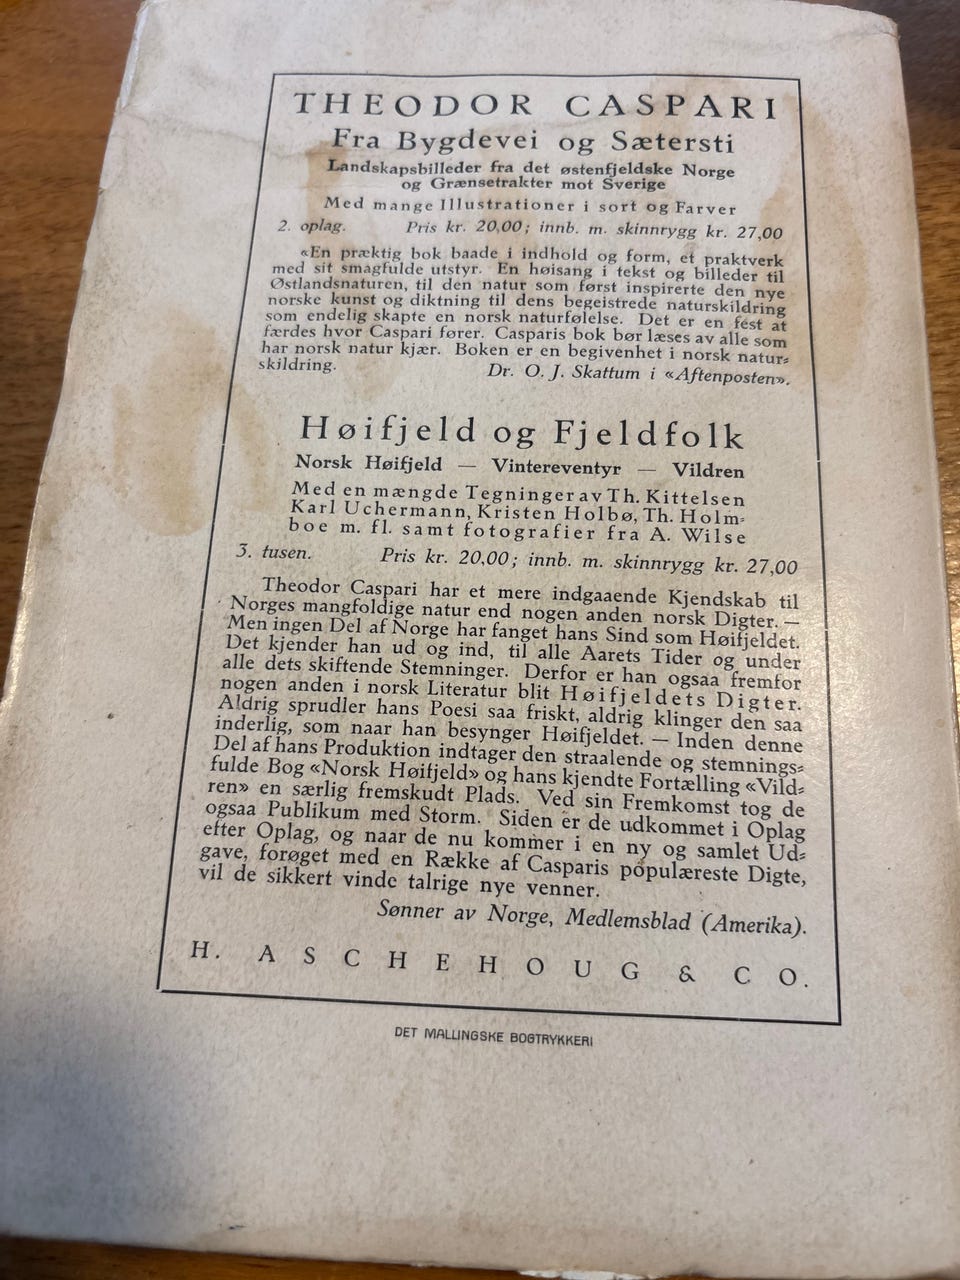 THEODOR CASPARI
Fra Bygdevei og Sætersti
Landskapsbilleder fra det østenfjeldske Norge
og Grænsetrakter mot Sverige
Med mange Illustrationer i sort og Farver
2. oplag. Pris kr. 20,00; innb. m. skinnrygg kr. 27,00
«En præktig bok baade i indhold og form, et praktverk
med sit smagfulde utstyr. En høisang i tekst og billeder til
Østlandsnaturen, til den natur som først inspirerte den nye
norske kunst og diktning til dens begeistrede naturskildring
som endelig skapte en norsk naturfølelse. Det er en fest at
færdes hvor Caspari fører. Casparis bok bør læses av alle som
har norsk natur kjær. Boken er en begivenhet i norsk natur-
skildring. Dr. O. J. Skattum i «Aftenposten».
Høifjeld og Fjeldfolk
Norsk Høifjeld — Vintereventyr — Vildren
Med en mængde Tegninger av Th. Kittelsen
Karl Uchermann, Kristen Holbø, Th. Holm-
boe m. fl. samt fotografier fra A. Wilse
3. tusen. Pris kr. 20,00; innb. m. skinnrygg kr. 27,00
Theodor Caspari har et mere indgaaende Kjendskab til
Norges mangfoldige natur end nogen anden norsk Digter. —
Men ingen Del af Norge har fanget hans Sind som Høifjeldet.
Det kjender han ud og ind, til alle Aarets Tider og under
alle dets skiftende Stemninger. Derfor er han ogsaa fremfor
nogen anden i norsk Literatur blit Høifjeldets Digter.
Aldrig sprudler hans Poesi saa friskt, aldrig klinger den saa
inderlig, som naar han besynger Høifjeldet. — Inden denne
Del af hans Produktion indtager den straalende og stemnings-
fulde Bog «Norsk Høifjeld» og hans kjendte Fortælling «Vild-
ren» en særlig fremskudt Plads. Ved sin Fremkomst tog de
ogsaa Publikum med Storm. Siden er de udkommet i Oplag
efter Oplag, og naar de nu kommer i en ny og samlet Ud-
gave, forøget med en Række af Casparis populæreste Digte,
vil de sikkert vinde talrige nye venner.
Sønner av Norge, Medlemsblad (Amerika).
H. ASCHEHOUG & CO.
DET MALLINGSKE BOGTRYKKERI